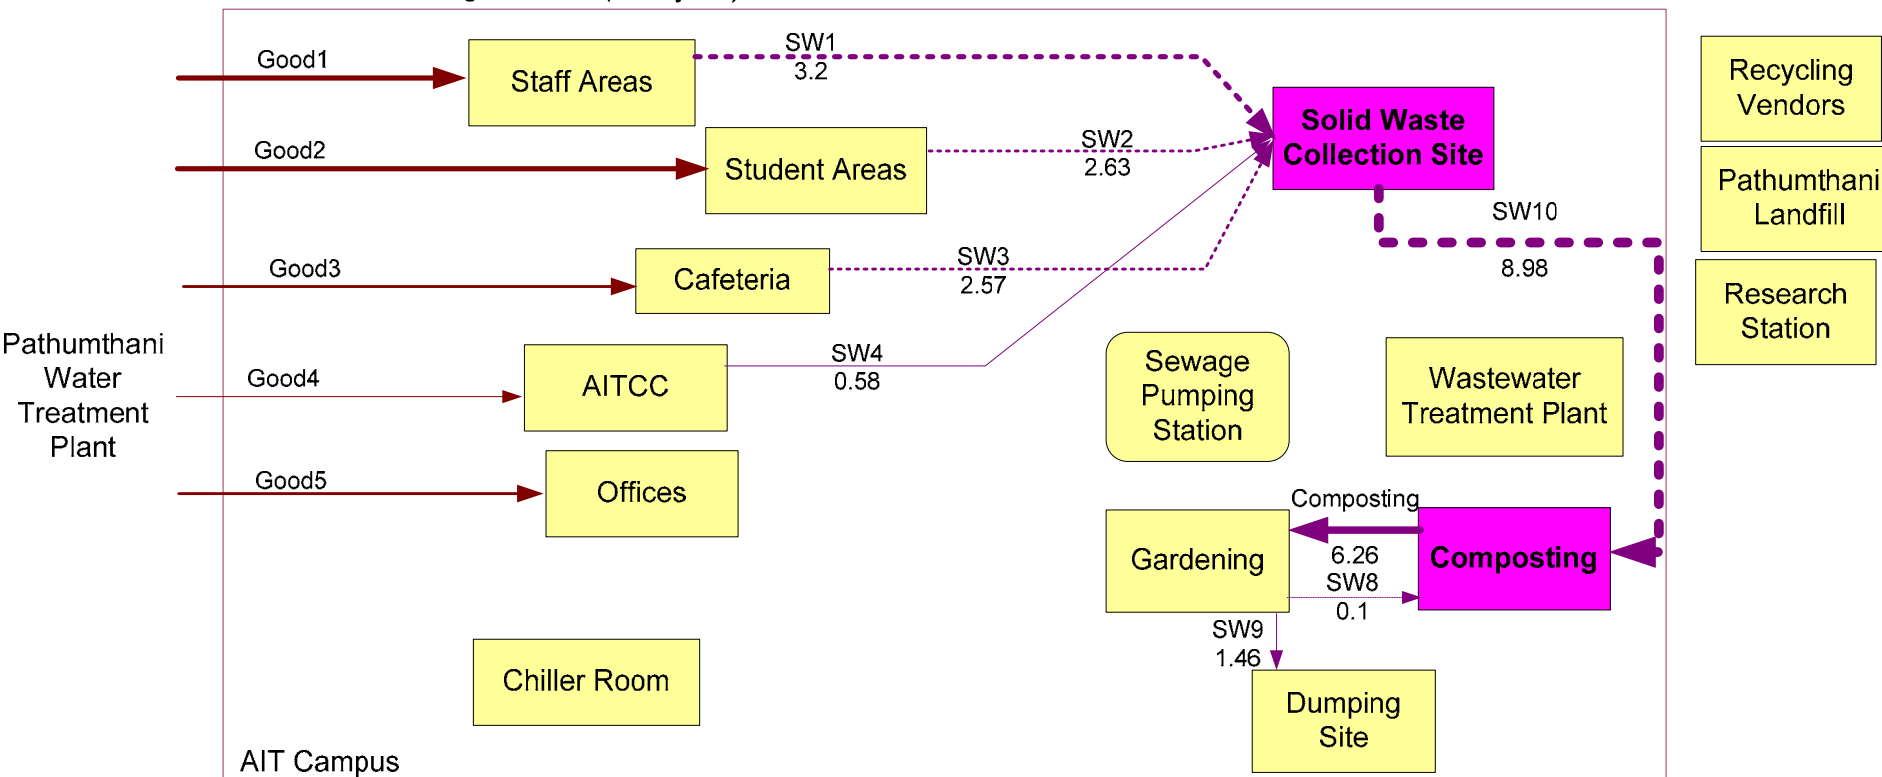 Good1
Staff Areas
SW1
3.2
Solid Waste
Collection Site
Recycling
Vendors
Good2
Student Areas
SW2
2.63
Pathumthani
Landfill
SW10
8.98
Good3
Cafeteria
SW3
2.57
Research
Station
Pathumthani
Water
Treatment
Plant
Good4
AITCC
SW4
0.58
Sewage
Pumping
Station
Wastewater
Treatment Plant
Good5
Offices
Gardening
Composting
6.26
SW8
0.1
Composting
SW9
1.46
Chiller Room
Dumping
Site
AIT Campus